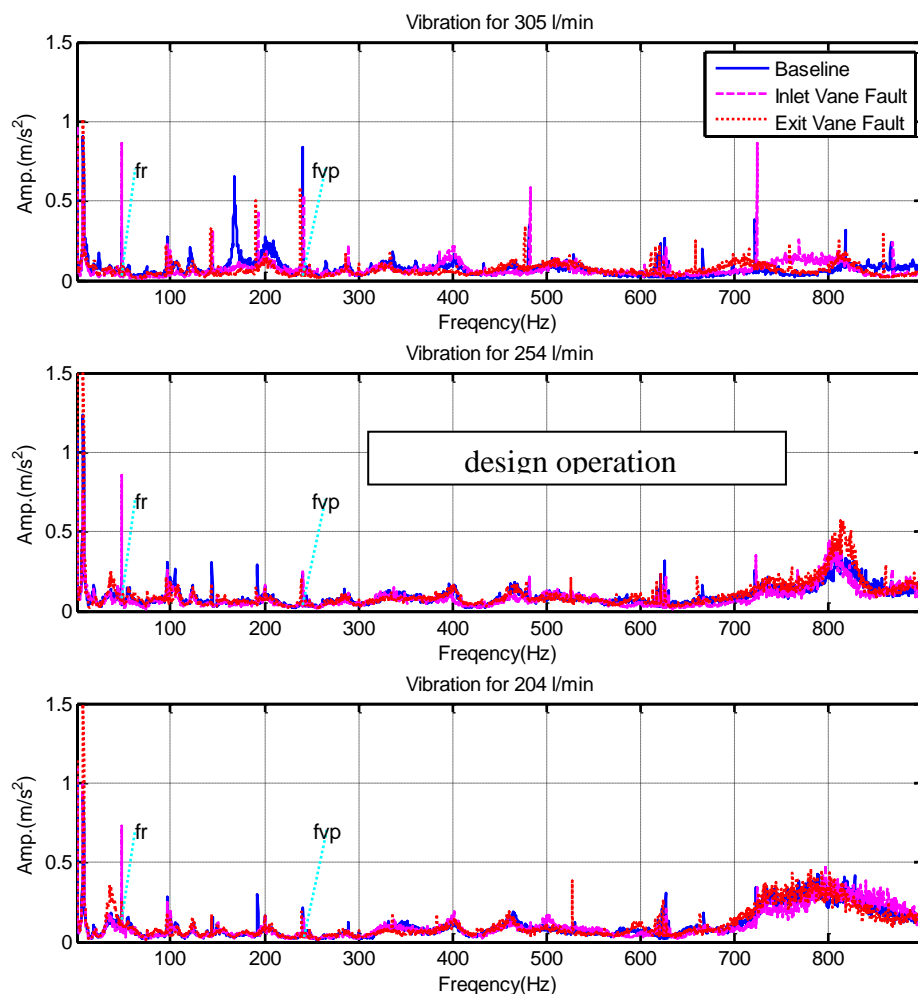 Vibration for 305 l/min
1.5
1
0.5
0
Amp.(m/s²)
Baseline
Inlet Vane Fault
Exit Vane Fault
fr
fvp
100 200 300 400 500 600 700 800
Freqency(Hz)
Vibration for 254 l/min
1.5
1
0.5
0
Amp.(m/s²)
design operation
fr
fvp
100 200 300 400 500 600 700 800
Freqency(Hz)
Vibration for 204 l/min
1.5
1
0.5
0
Amp.(m/s²)
fr
fvp
100 200 300 400 500 600 700 800
Freqency(Hz)